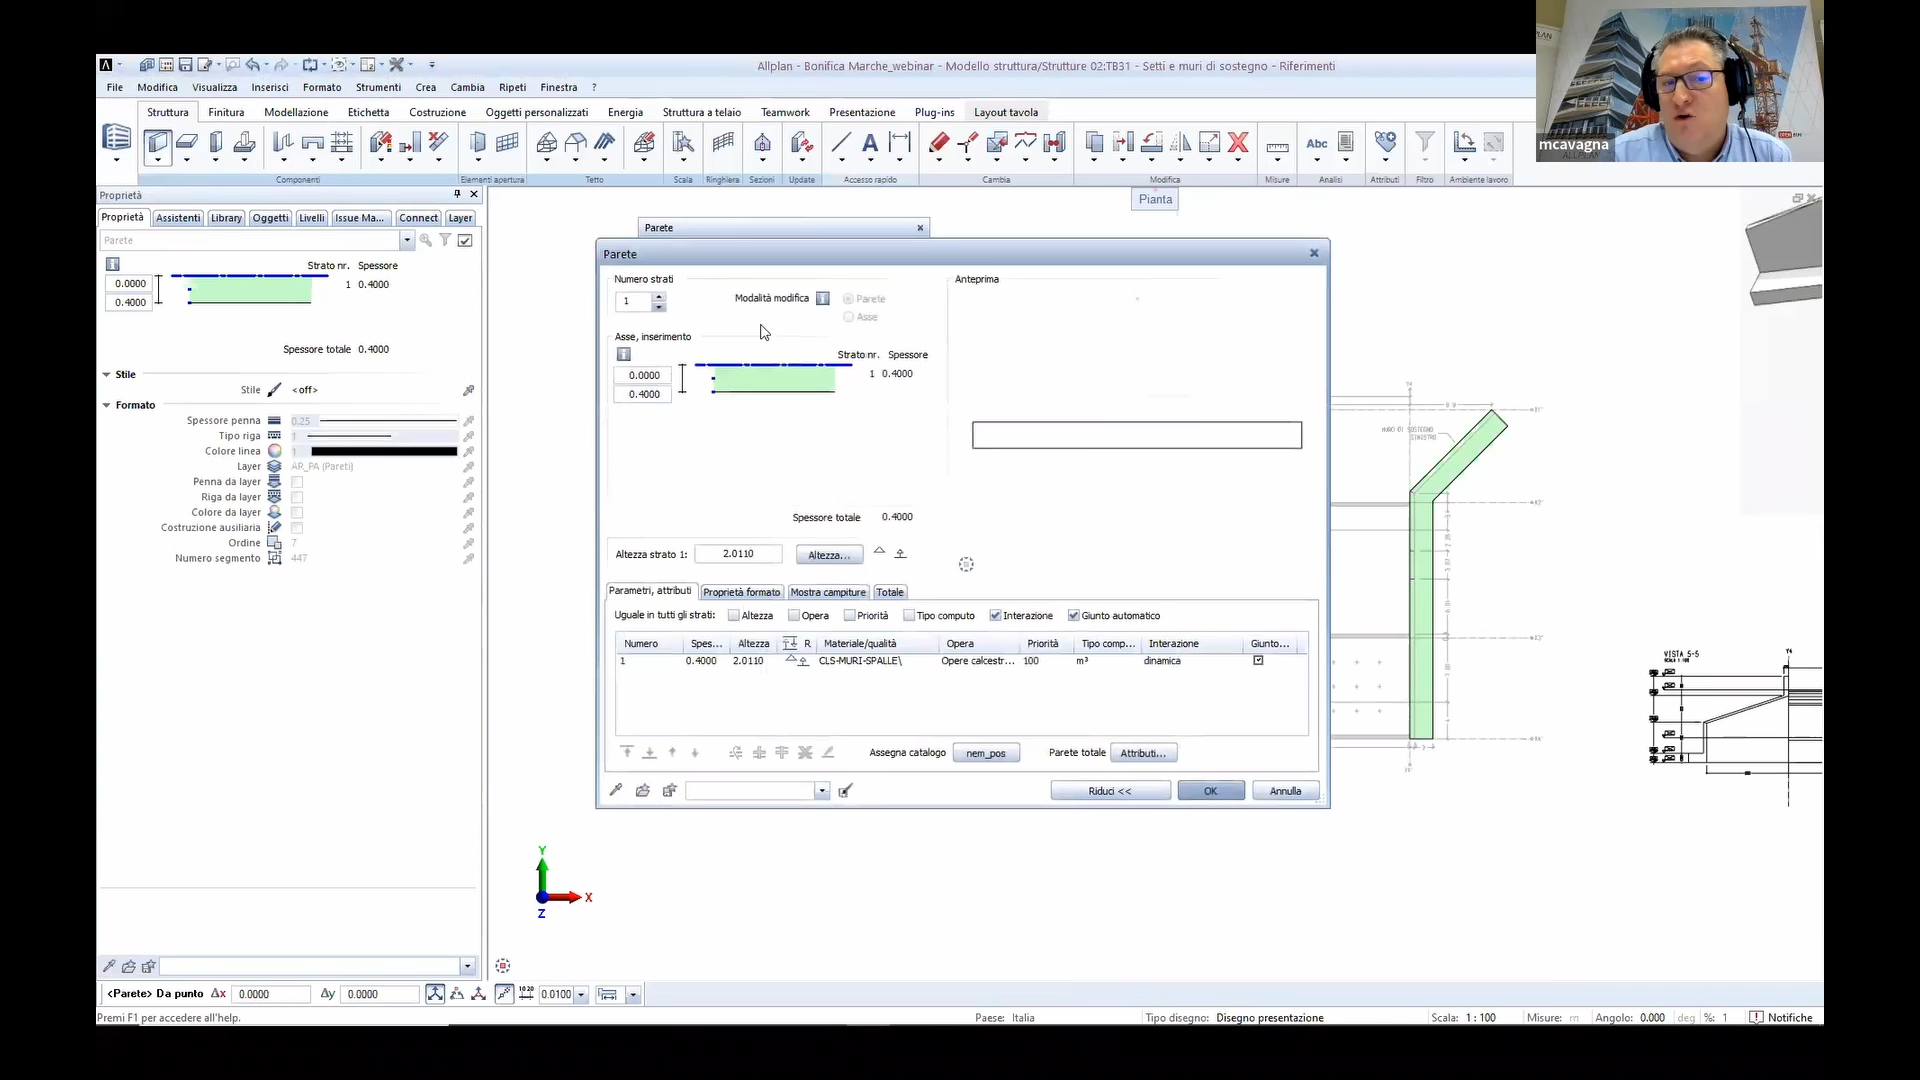 Allplan - Bonifica Marche_webinar - Modello struttura/Strutture 02:TB31 - Setti e muri di sostegno - Riferimenti
File Modifica Visualizza Inserisci Formato Strumenti Crea Cambia Ripeti Finestra ?
Struttura Finitura Modellazione Etichetta Costruzione Oggetti personalizzati Energia Struttura a telaio Teamwork Presentazione Plug-ins Layout tavola
Abc
Componenti Elementi apertura Tetto Scala Ringhiera Sezioni Update Accesso rapido Cambia Modifica Misure Analisi Attributi Filtro Ambiente lavoro
mcavagna
Proprietà
Proprietà Assistenti Library Oggetti Livelli Issue Ma... Connect Layer
Parete
Strato nr. Spessore
0.0000
1 0.4000
0.4000
Spessore totale 0.4000
Stile
Stile <off>
Formato
Spessore penna 0.25
Tipo riga 1
Colore linea 1
Layer AR_PA (Pareti)
Penna da layer
Riga da layer
Colore da layer
Costruzione ausiliaria
Ordine 7
Numero segmento 447
Pianta
Parete
Parete
Numero strati
1
Modalità modifica
Parete
Asse
Anteprima
Asse, inserimento
Strato nr. Spessore
0.0000
1 0.4000
0.4000
Spessore totale 0.4000
Altezza strato 1: 2.0110 Altezza...
Parametri, attributi Proprietà formato Mostra campiture Totale
Uguale in tutti gli strati: Altezza Opera Priorità Tipo computo Interazione Giunto automatico
Numero Spes... Altezza R Materiale/qualità Opera Priorità Tipo comp... Interazione Giunto...
1 0.4000 2.0110 CLS-MURI-SPALLE\ Opere calcestr... 100 m³ dinamica
Assegna catalogo nem_pos Parete totale Attributi...
Riduci << OK Annulla
MURO DI SOSTEGNO
SINISTRO
VISTA 5-5
Y
X
Z
<Parete> Da punto Δx 0.0000 Δy 0.0000 0.0100
Premi F1 per accedere all'help.
Paese: Italia
Tipo disegno: Disegno presentazione
Scala: 1 : 100
Misure: m
Angolo: 0.000 deg
%: 1
Notifiche